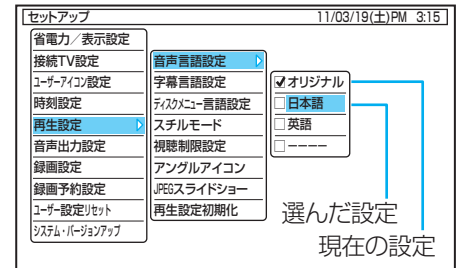 セットアップ
11/03/19(土)PM 3:15
省電力／表示設定
接続TV設定
ユーザーアイコン設定
時刻設定
再生設定
音声出力設定
録画設定
録画予約設定
ユーザー設定リセット
システム・バージョンアップ
音声言語設定
字幕言語設定
ディスクメニュー言語設定
スチルモード
視聴制限設定
アングルアイコン
JPEGスライドショー
再生設定初期化
オリジナル
日本語
英語
----
選んだ設定
現在の設定